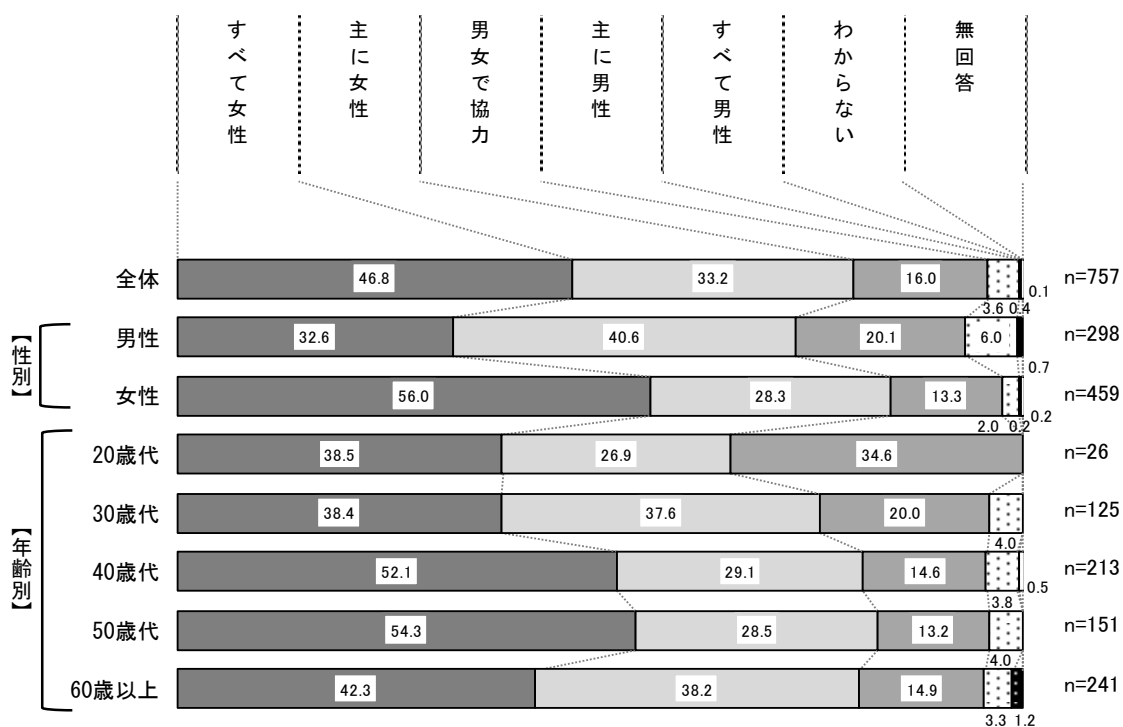 すべて女性
主に女性
男女で協力
主に男性
すべて男性
わからない
無回答
全体 46.8 33.2 16.0 3.6 0.4 0.1 n=757
【性別】
男性 32.6 40.6 20.1 6.0 0.7 n=298
女性 56.0 28.3 13.3 2.0 0.2 0.2 n=459
【年齢別】
20歳代 38.5 26.9 34.6 n=26
30歳代 38.4 37.6 20.0 4.0 n=125
40歳代 52.1 29.1 14.6 3.8 0.5 n=213
50歳代 54.3 28.5 13.2 4.0 n=151
60歳以上 42.3 38.2 14.9 3.3 1.2 n=241